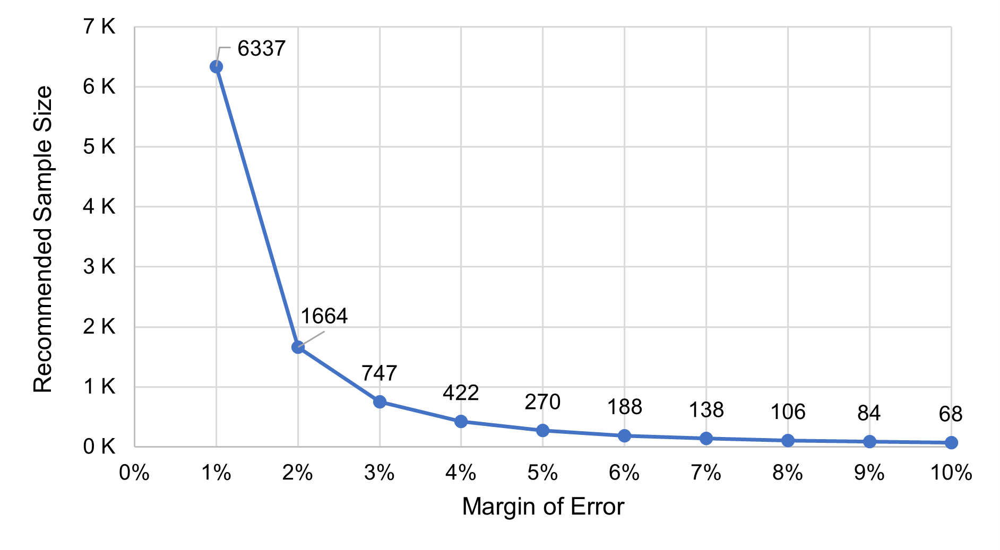 7 K
6 K
5 K
4 K
3 K
2 K
1 K
0 K
Recommended Sample Size
6337
1664
747
422
270
188
138
106
84
68
0% 1% 2% 3% 4% 5% 6% 7% 8% 9% 10%
Margin of Error